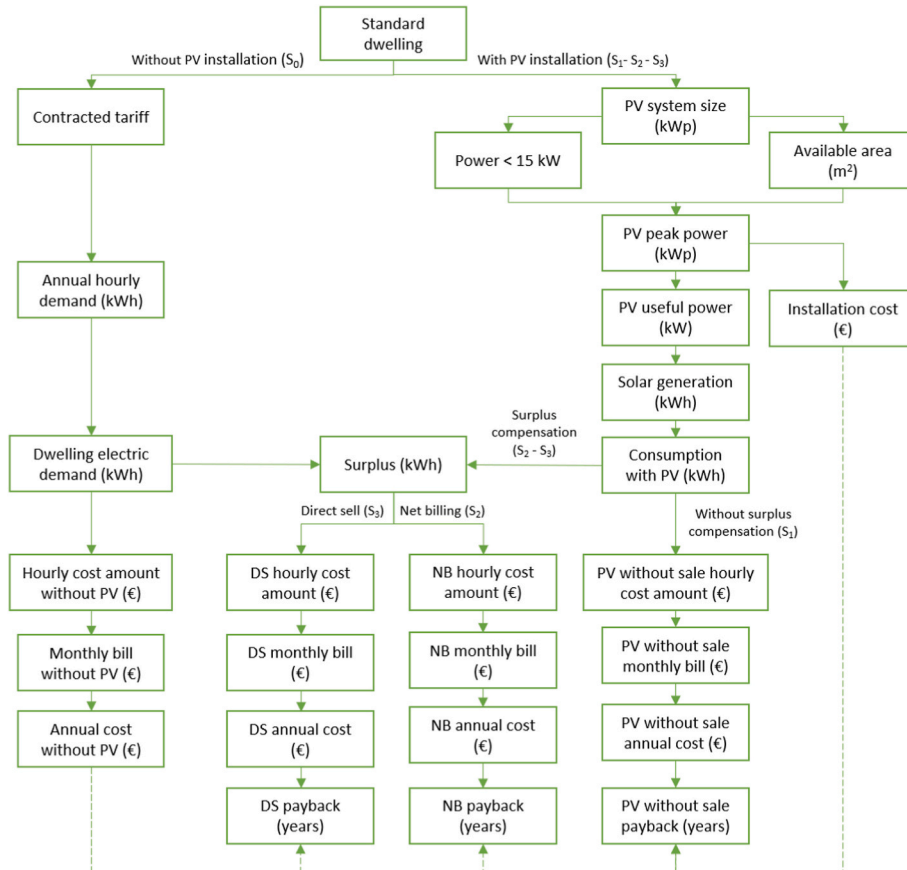 Standard
dwelling
Without PV installation (S₀)
With PV installation (S₁- S₂ - S₃)
Contracted tariff
PV system size
(kWp)
Power < 15 kW
Available area
(m²)
PV peak power
(kWp)
Annual hourly
demand (kWh)
PV useful power
(kW)
Installation cost
(€)
Solar generation
(kWh)
Surplus
compensation
(S₂ - S₃)
Dwelling electric
demand (kWh)
Surplus (kWh)
Consumption
with PV (kWh)
Direct sell (S₃)
Net billing (S₂)
Without surplus
compensation (S₁)
Hourly cost amount
without PV (€)
DS hourly cost
amount (€)
NB hourly cost
amount (€)
PV without sale hourly
cost amount (€)
Monthly bill
without PV (€)
DS monthly bill
(€)
NB monthly bill
(€)
PV without sale
monthly bill (€)
Annual cost
without PV (€)
DS annual cost
(€)
NB annual cost
(€)
PV without sale
annual cost (€)
DS payback
(years)
NB payback
(years)
PV without sale
payback (years)